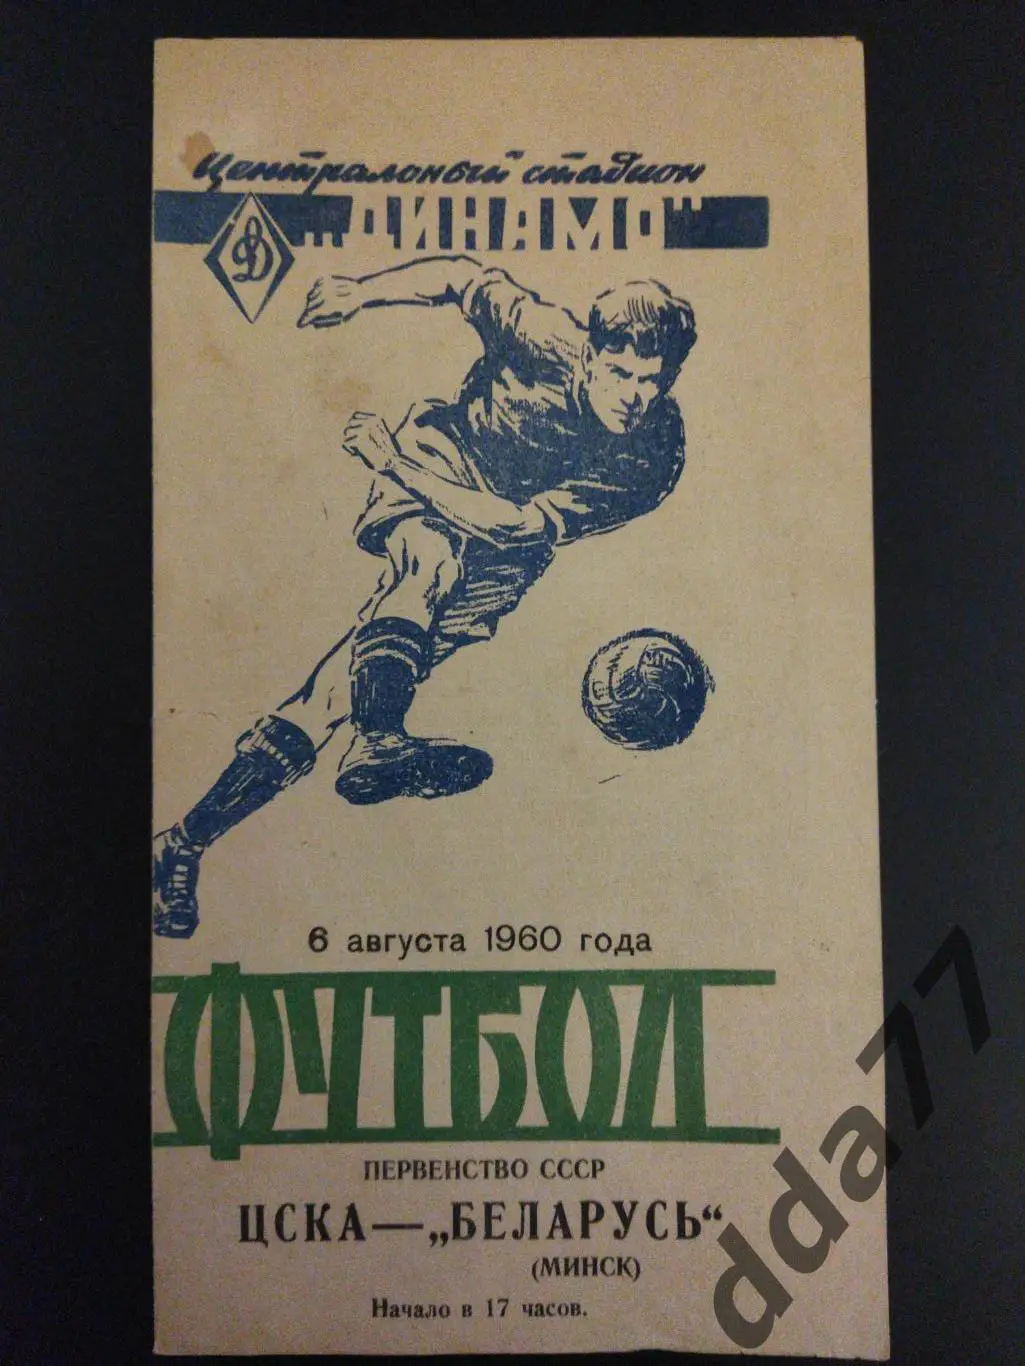 Центральный стадион
„ДИНАМО"
Д
6 августа 1960 года
ФУТБОЛ
ПЕРВЕНСТВО СССР
ЦСКА—„БЕЛАРУСЬ“
(МИНСК)
Начало в 17 часов.
dda77